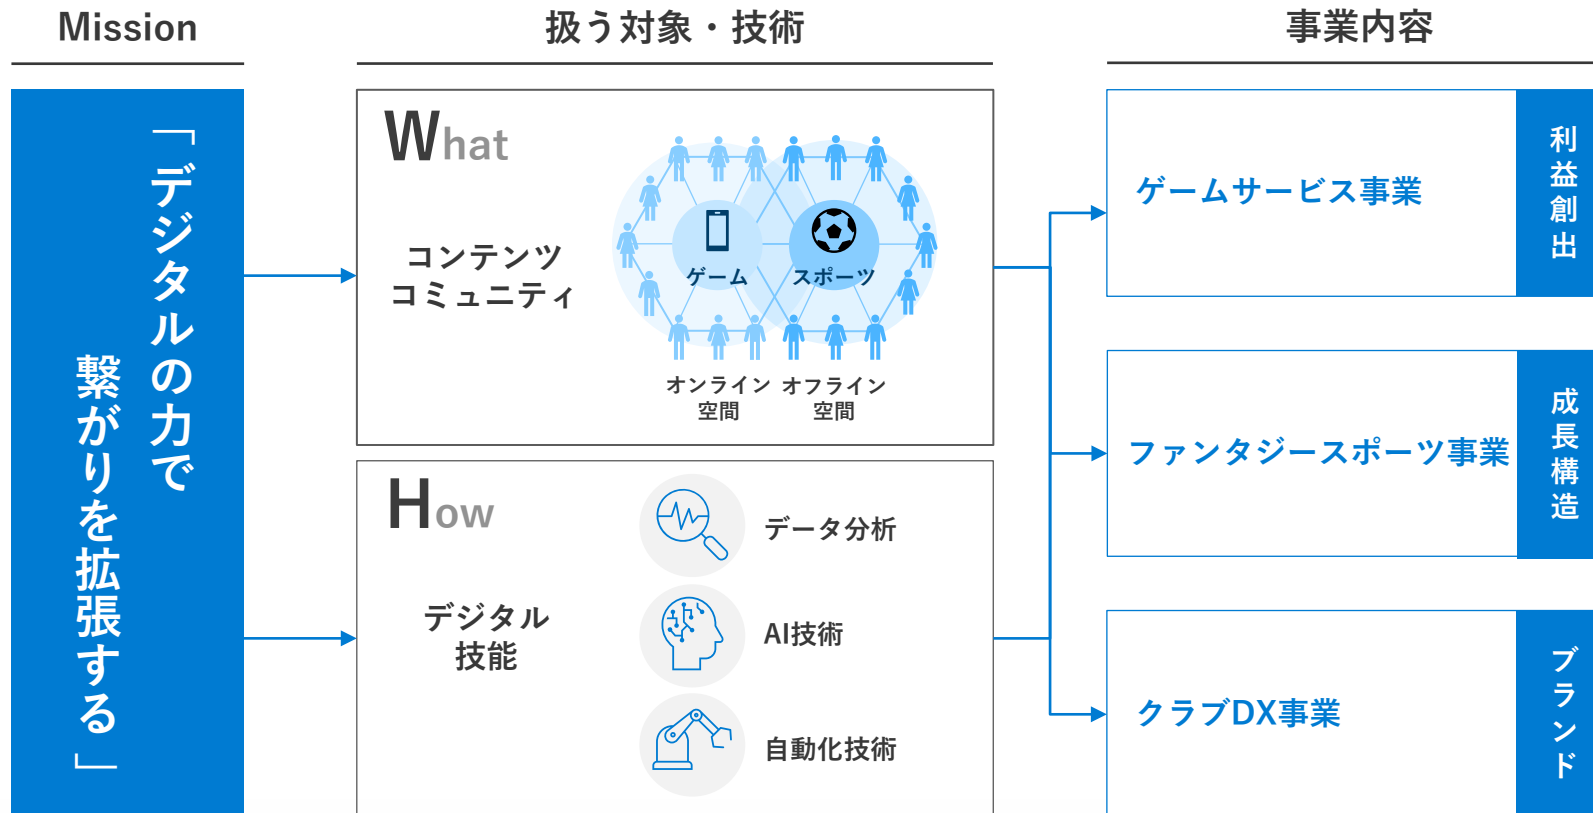 Mission
扱う対象・技術
事業内容
「デジタルの力で
繋がりを拡張する」
What
コンテンツ
コミュニティ
ゲーム
スポーツ
オンライン
空間
オフライン
空間
How
デジタル
技能
データ分析
AI技術
自動化技術
ゲームサービス事業
利益創出
ファンタジースポーツ事業
成長構造
クラブDX事業
ブランド